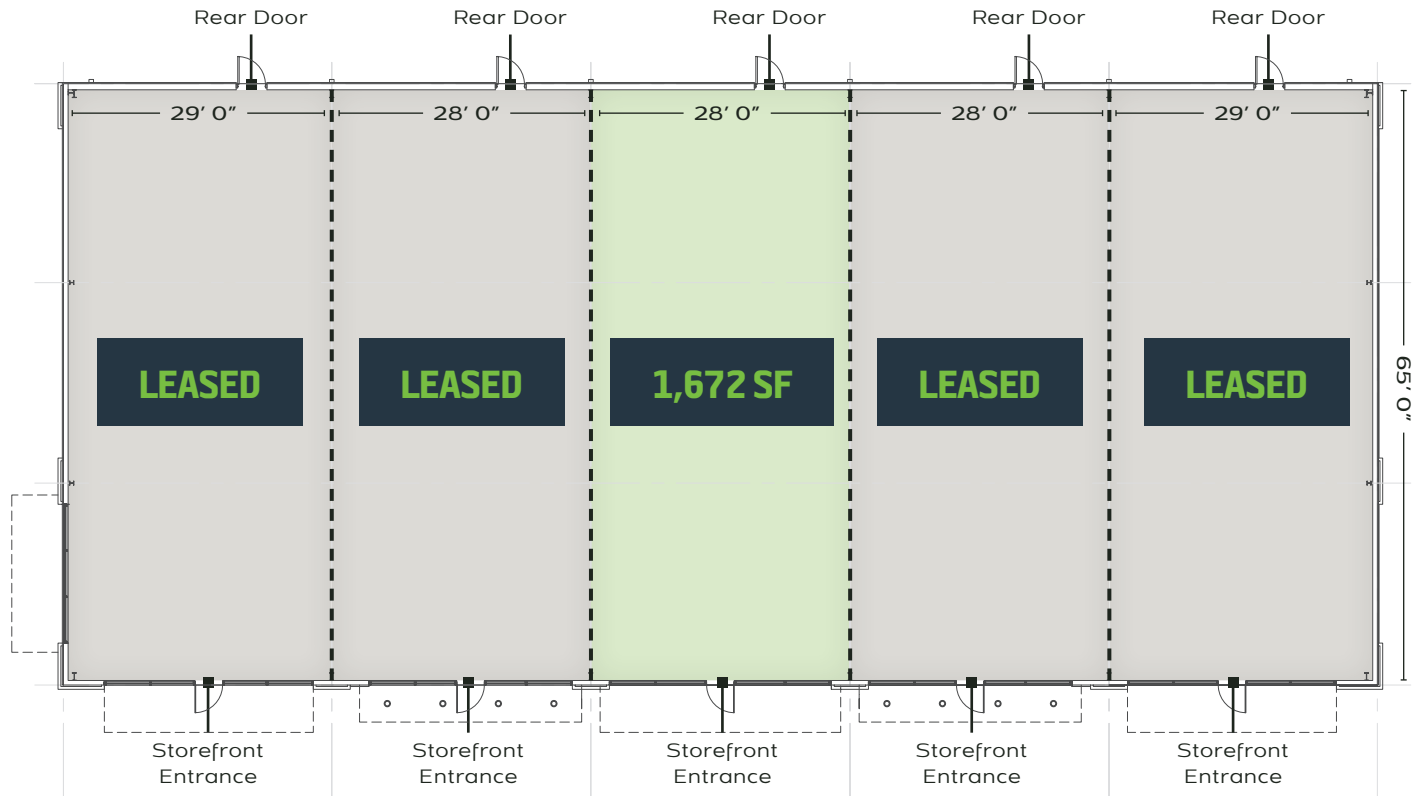 Rear Door
Rear Door
Rear Door
Rear Door
Rear Door
29’ 0”
28’ 0”
28’ 0”
28’ 0”
29’ 0”
LEASED
LEASED
1,672 SF
LEASED
LEASED
65’ 0”
Storefront
Entrance
Storefront
Entrance
Storefront
Entrance
Storefront
Entrance
Storefront
Entrance